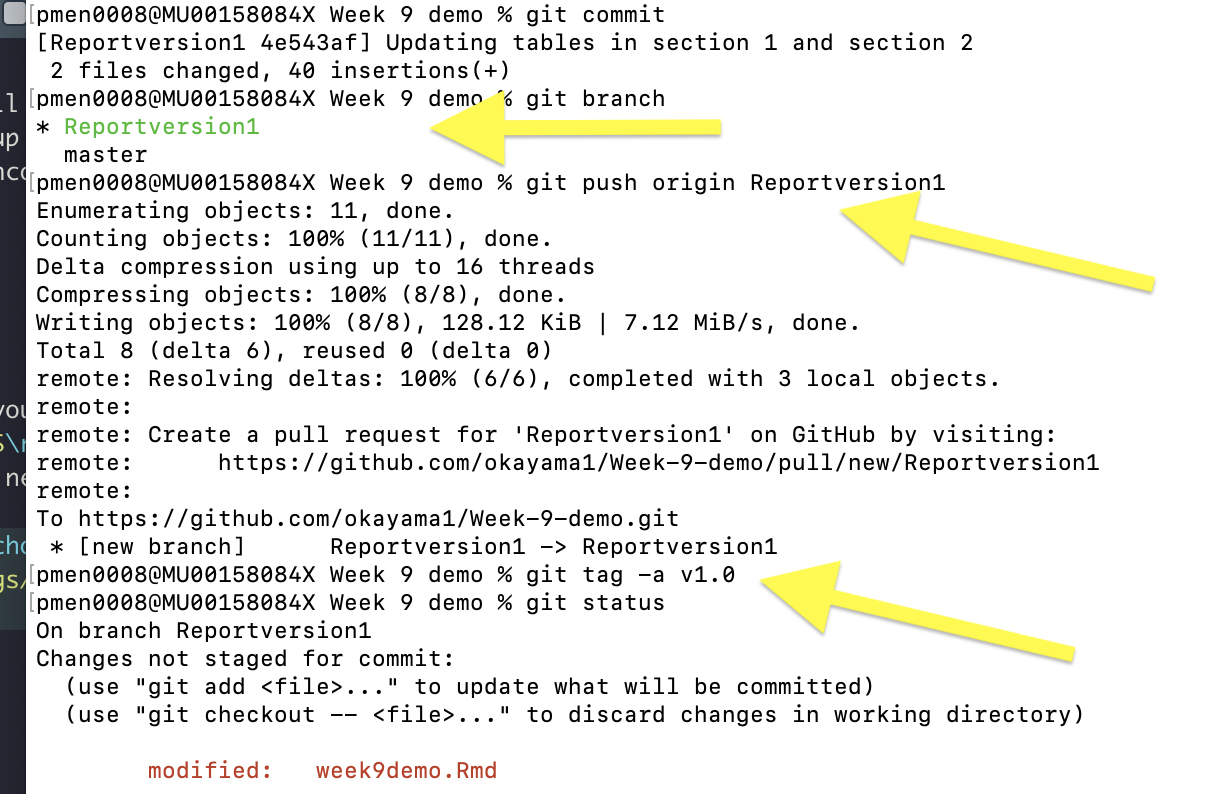 pmen0008@MU00158084X Week 9 demo % git commit
[Reportversion1 4e543af] Updating tables in section 1 and section 2
 2 files changed, 40 insertions(+)
pmen0008@MU00158084X Week 9 demo % git branch
* Reportversion1
  master
pmen0008@MU00158084X Week 9 demo % git push origin Reportversion1
Enumerating objects: 11, done.
Counting objects: 100% (11/11), done.
Delta compression using up to 16 threads
Compressing objects: 100% (8/8), done.
Writing objects: 100% (8/8), 128.12 KiB | 7.12 MiB/s, done.
Total 8 (delta 6), reused 0 (delta 0)
remote: Resolving deltas: 100% (6/6), completed with 3 local objects.
remote:
remote: Create a pull request for 'Reportversion1' on GitHub by visiting:
remote:      https://github.com/okayama1/Week-9-demo/pull/new/Reportversion1
remote:
To https://github.com/okayama1/Week-9-demo.git
 * [new branch]      Reportversion1 -> Reportversion1
pmen0008@MU00158084X Week 9 demo % git tag -a v1.0
pmen0008@MU00158084X Week 9 demo % git status
On branch Reportversion1
Changes not staged for commit:
  (use "git add <file>..." to update what will be committed)
  (use "git checkout -- <file>..." to discard changes in working directory)
        modified:   week9demo.Rmd